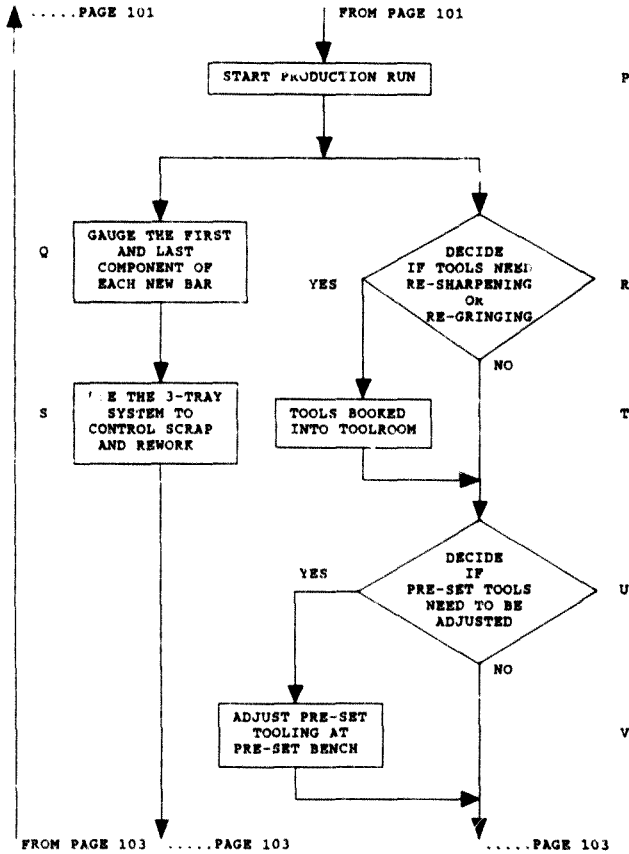 .....PAGE 101
FROM PAGE 101
START PRODUCTION RUN
P
GAUGE THE FIRST
AND LAST
COMPONENT OF
EACH NEW BAR
Q
DECIDE
IF TOOLS NEED
RE-SHARPENING
OR
RE-GRINGING
YES
R
NO
THE 3-TRAY
SYSTEM TO
CONTROL SCRAP
AND REWORK
S
TOOLS BOOKED
INTO TOOLROOM
T
DECIDE
IF
PRE-SET TOOLS
NEED TO BE
ADJUSTED
YES
U
NO
ADJUST PRE-SET
TOOLING AT
PRE-SET BENCH
V
FROM PAGE 103
.....PAGE 103
.....PAGE 103